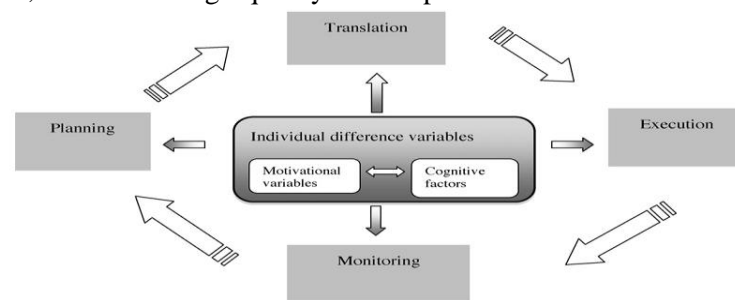 Translation
Planning
Execution
Individual difference variables
Motivational
variables
Cognitive
factors
Monitoring